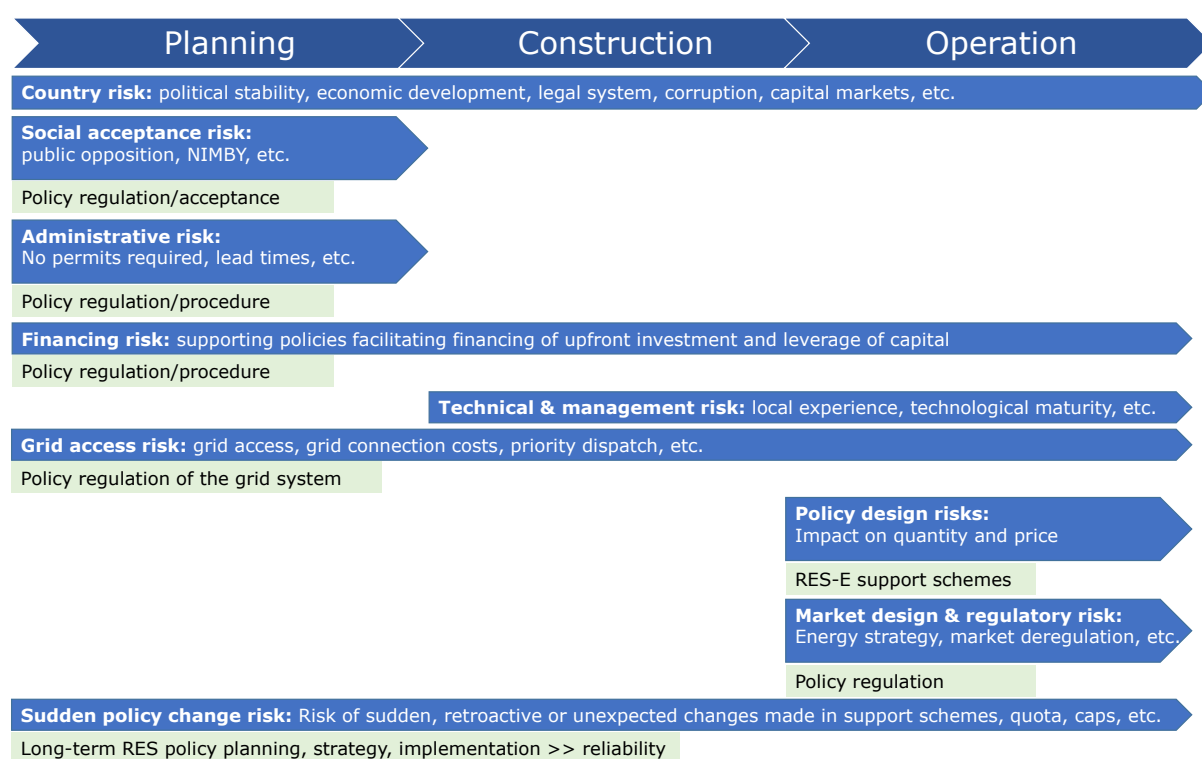 Planning
Construction
Operation
Country risk: political stability, economic development, legal system, corruption, capital markets, etc.
Social acceptance risk:
public opposition, NIMBY, etc.
Policy regulation/acceptance
Administrative risk:
No permits required, lead times, etc.
Policy regulation/procedure
Financing risk: supporting policies facilitating financing of upfront investment and leverage of capital
Policy regulation/procedure
Technical & management risk: local experience, technological maturity, etc.
Grid access risk: grid access, grid connection costs, priority dispatch, etc.
Policy regulation of the grid system
Policy design risks:
Impact on quantity and price
RES-E support schemes
Market design & regulatory risk:
Energy strategy, market deregulation, etc.
Policy regulation
Sudden policy change risk: Risk of sudden, retroactive or unexpected changes made in support schemes, quota, caps, etc.
Long-term RES policy planning, strategy, implementation >> reliability